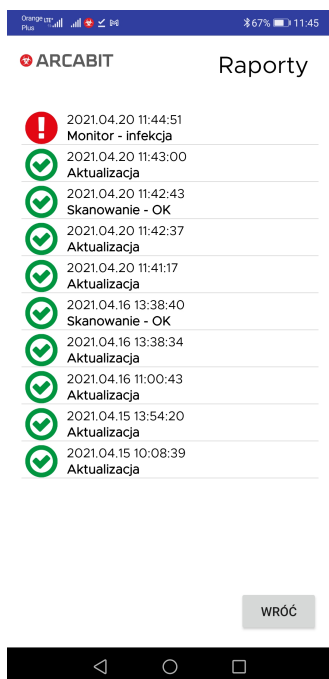 Orange LTE+
Plus
67% 11:45
ARCABIT
Raporty
2021.04.20 11:44:51
Monitor - infekcja
2021.04.20 11:43:00
Aktualizacja
2021.04.20 11:42:43
Skanowanie - OK
2021.04.20 11:42:37
Aktualizacja
2021.04.20 11:41:17
Aktualizacja
2021.04.16 13:38:40
Skanowanie - OK
2021.04.16 13:38:34
Aktualizacja
2021.04.16 11:00:43
Aktualizacja
2021.04.15 13:54:20
Aktualizacja
2021.04.15 10:08:39
Aktualizacja
WRÓĆ